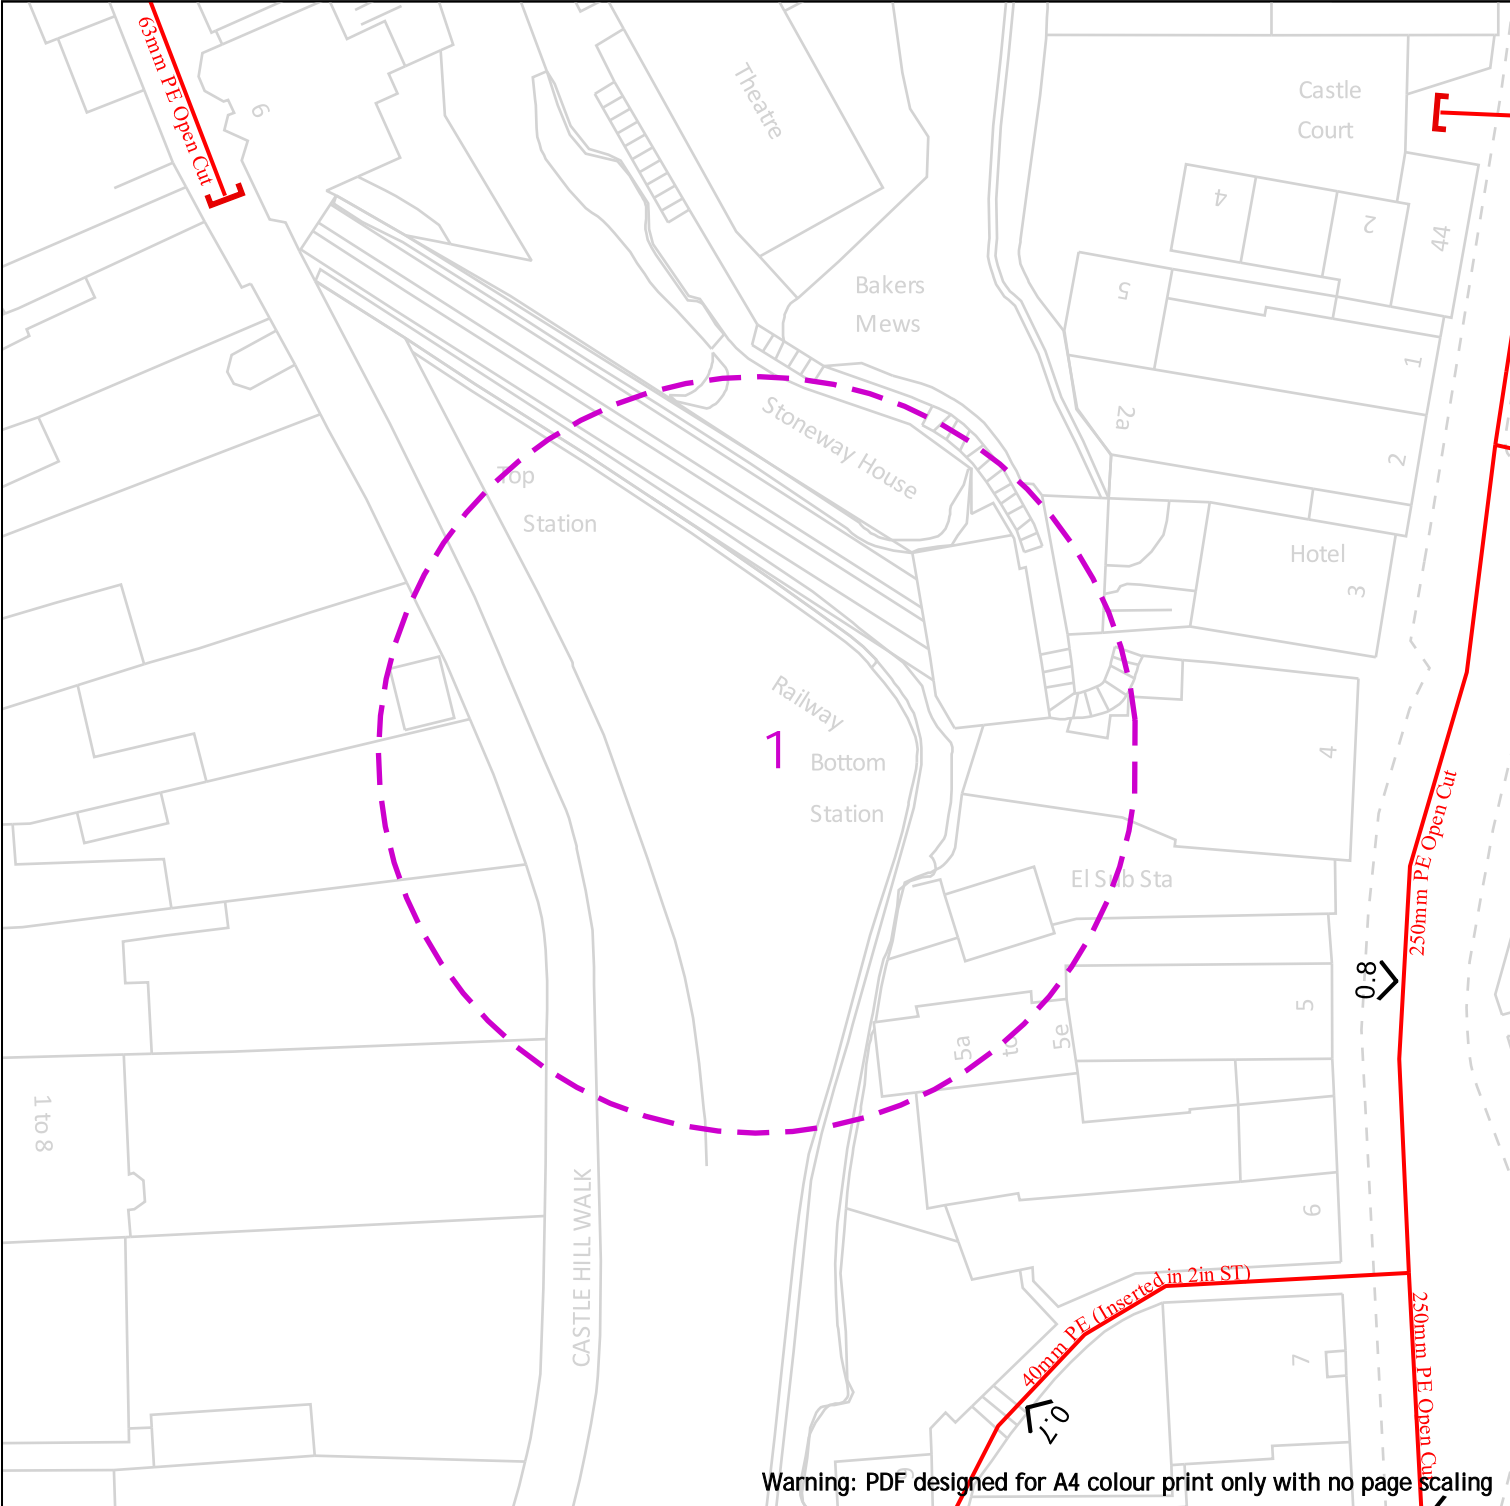 63mm PE Open Cut
6
Theatre
Castle
Court
4
2
44
5
Bakers
Mews
1
2a
2
Stoneway House
Top
Station
Hotel
3
Railway
1
Bottom
Station
4
El Sub Sta
250mm PE Open Cut
0.8
5
5a
to
5e
1 to 8
CASTLE HILL WALK
6
40mm PE (Inserted in 2in ST)
250mm PE Open Cut
7
0.7
Warning: PDF designed for A4 colour print only with no page scaling